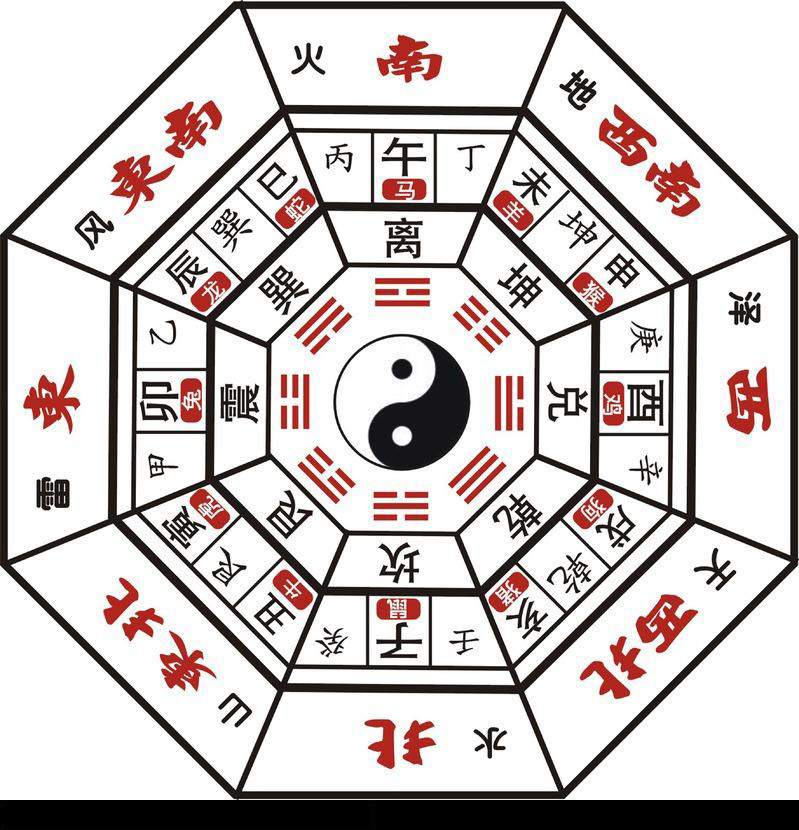 火 南
地 西南
泽 西
天 西北
水 北
山 東北
雷 東
风 東南
丙 午 丁
马
未 坤 申
羊 猴
庚 酉 辛
鸡
戌 乾 亥
狗 猪
壬 子 癸
鼠
丑 艮 寅
牛 虎
甲 卯 乙
兔
辰 巽 巳
龙 蛇
离
坤
兑
乾
坎
艮
震
巽